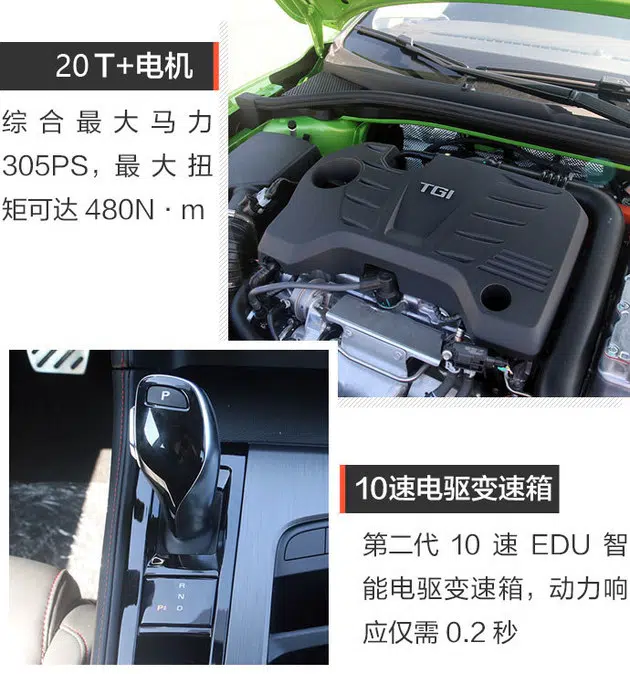 20T+电机
综合最大马力
305PS，最大扭
矩可达 480N·m
TGI
P
R
N
P! D
10速电驱变速箱
第二代 10 速 EDU 智
能电驱变速箱，动力响
应仅需 0.2 秒